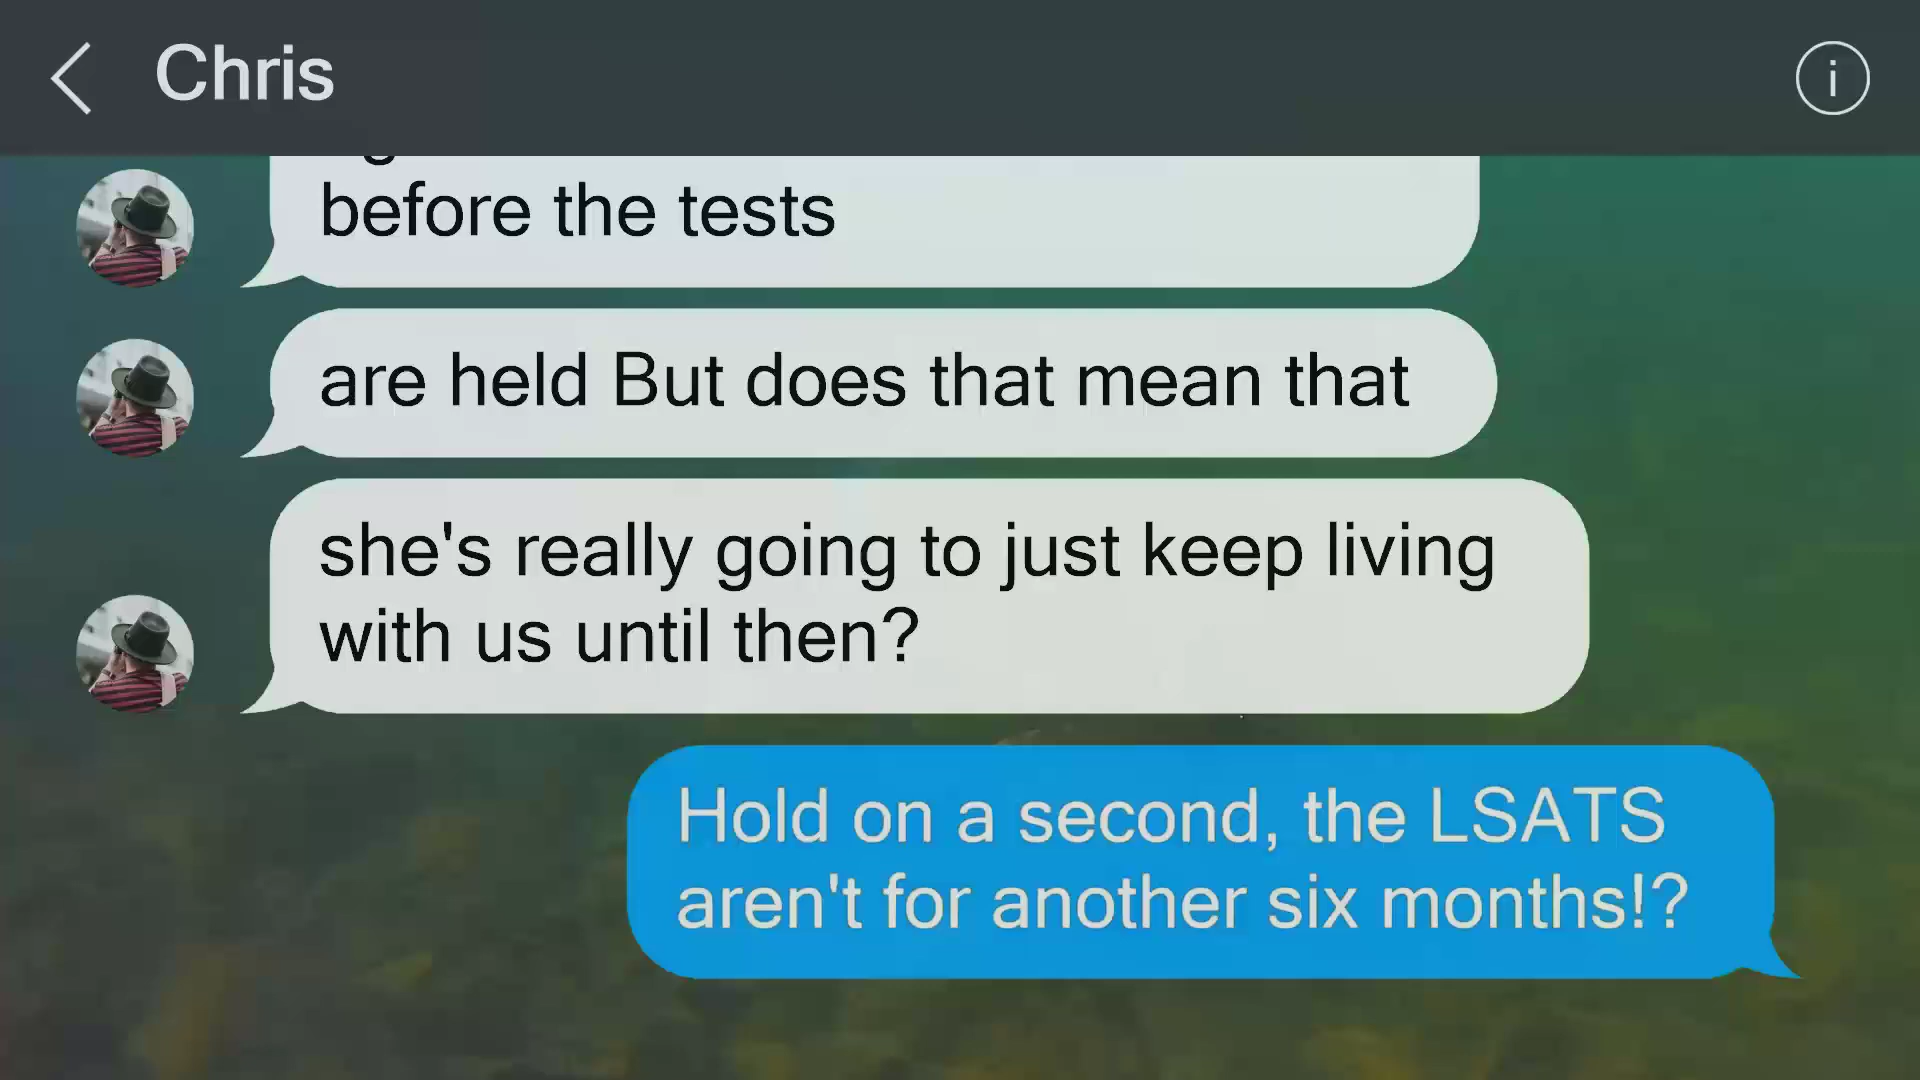 Chris
before the tests
are held But does that mean that
she's really going to just keep living
with us until then?
Hold on a second, the LSATS
aren't for another six months!?